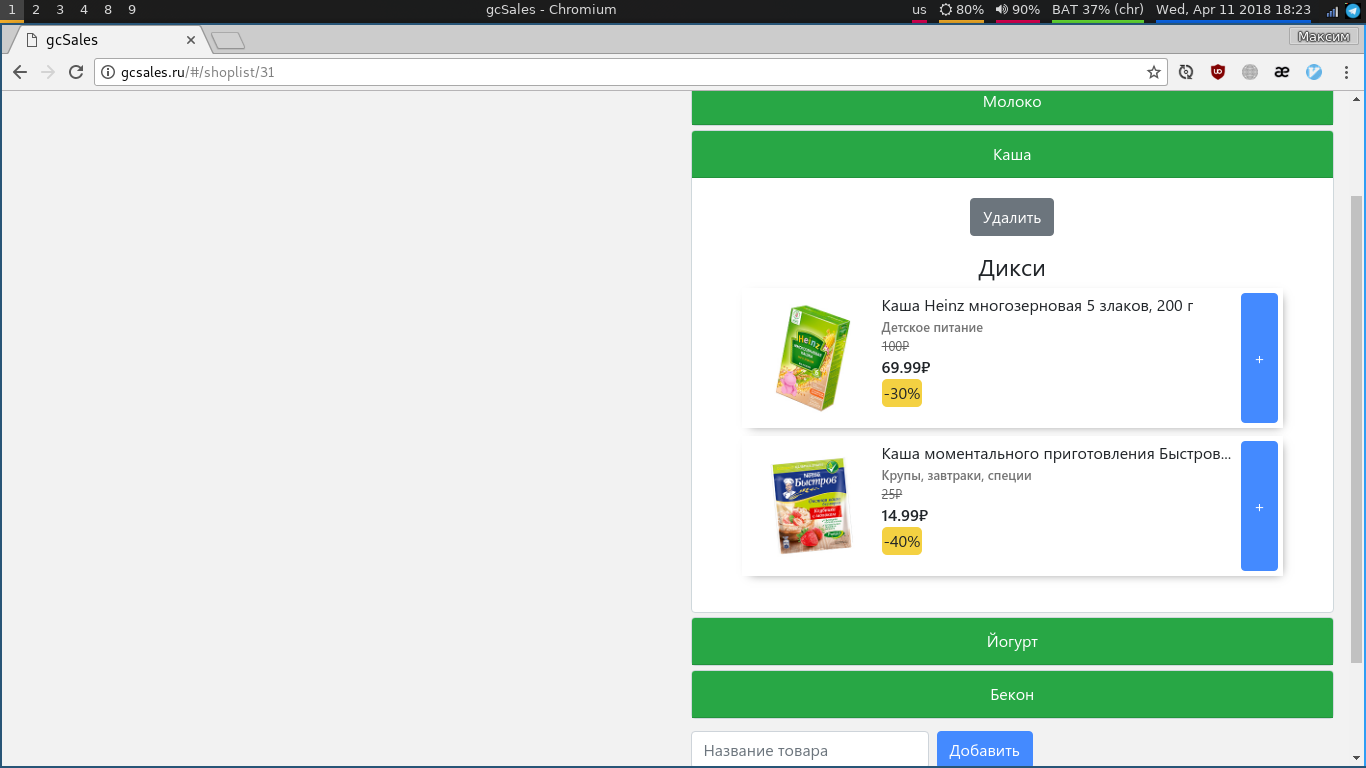 1 2 3 4 8 9 gcSales - Chromium us 80% 90% BAT 37% (chr) Wed, Apr 11 2018 18:23
gcSales Максим
gcsales.ru/#/shoplist/31
Молоко
Каша
Удалить
Дикси
Каша Heinz многозерновая 5 злаков, 200 г
Детское питание
100₽
69.99₽
-30%
+
Heinz
Каша моментального приготовления Быстров...
Крупы, завтраки, специи
25₽
14.99₽
-40%
+
Быстров
Йогурт
Бекон
Название товара Добавить